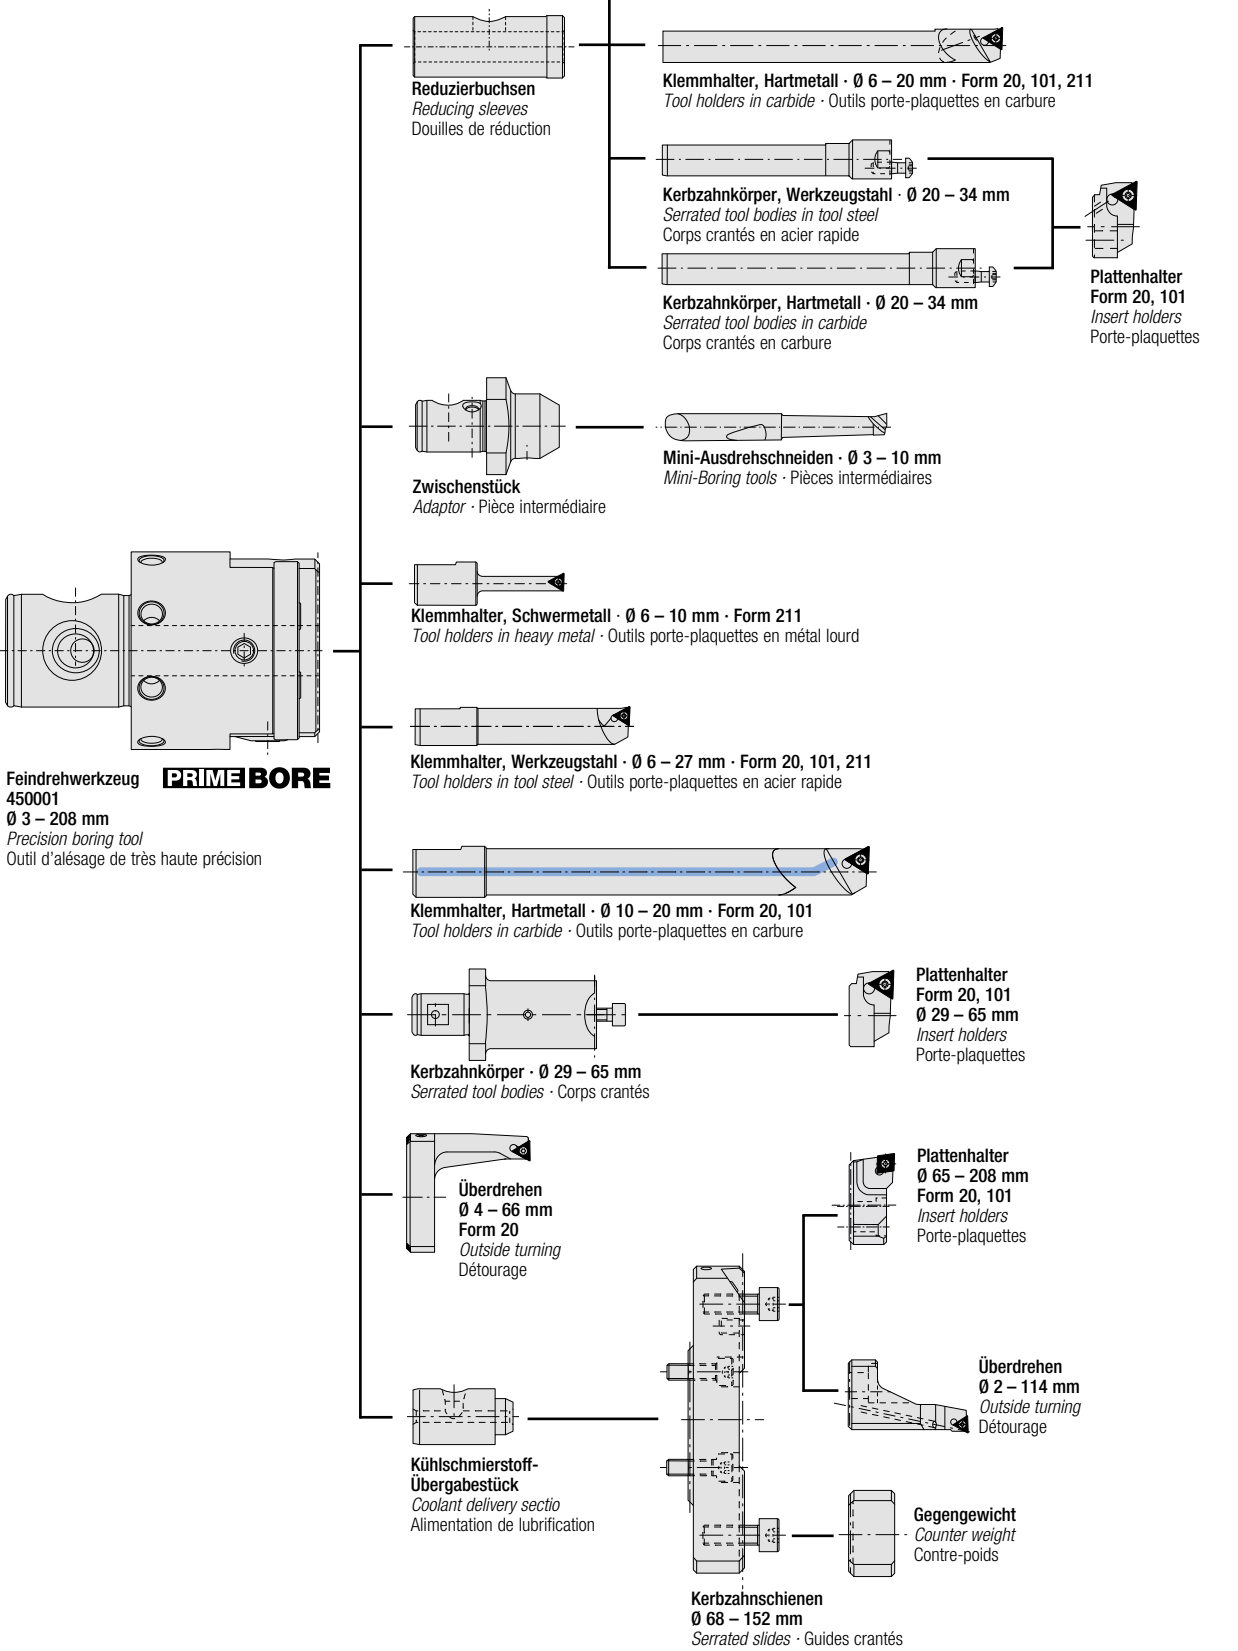 Reduzierbuchsen
Reducing sleeves
Douilles de réduction
Klemmhalter, Hartmetall · Ø 6 – 20 mm · Form 20, 101, 211
Tool holders in carbide · Outils porte-plaquettes en carbure
Kerbzahnkörper, Werkzeugstahl · Ø 20 – 34 mm
Serrated tool bodies in tool steel
Corps crantés en acier rapide
Kerbzahnkörper, Hartmetall · Ø 20 – 34 mm
Serrated tool bodies in carbide
Corps crantés en carbure
Plattenhalter
Form 20, 101
Insert holders
Porte-plaquettes
Zwischenstück
Adaptor · Pièce intermédiaire
Mini-Ausdrehschneiden · Ø 3 – 10 mm
Mini-Boring tools · Pièces intermédiaires
Klemmhalter, Schwermetall · Ø 6 – 10 mm · Form 211
Tool holders in heavy metal · Outils porte-plaquettes en métal lourd
Klemmhalter, Werkzeugstahl · Ø 6 – 27 mm · Form 20, 101, 211
Tool holders in tool steel · Outils porte-plaquettes en acier rapide
Feindrehwerkzeug
450001
Ø 3 – 208 mm
Precision boring tool
Outil d'alésage de très haute précision
PRIMEBORE
Klemmhalter, Hartmetall · Ø 10 – 20 mm · Form 20, 101
Tool holders in carbide · Outils porte-plaquettes en carbure
Kerbzahnkörper · Ø 29 – 65 mm
Serrated tool bodies · Corps crantés
Plattenhalter
Form 20, 101
Ø 29 – 65 mm
Insert holders
Porte-plaquettes
Überdrehen
Ø 4 – 66 mm
Form 20
Outside turning
Détourage
Plattenhalter
Ø 65 – 208 mm
Form 20, 101
Insert holders
Porte-plaquettes
Überdrehen
Ø 2 – 114 mm
Outside turning
Détourage
Kühlschmierstoff-
Übergabestück
Coolant delivery sectio
Alimentation de lubrification
Gegengewicht
Counter weight
Contre-poids
Kerbzahnschienen
Ø 68 – 152 mm
Serrated slides · Guides crantés